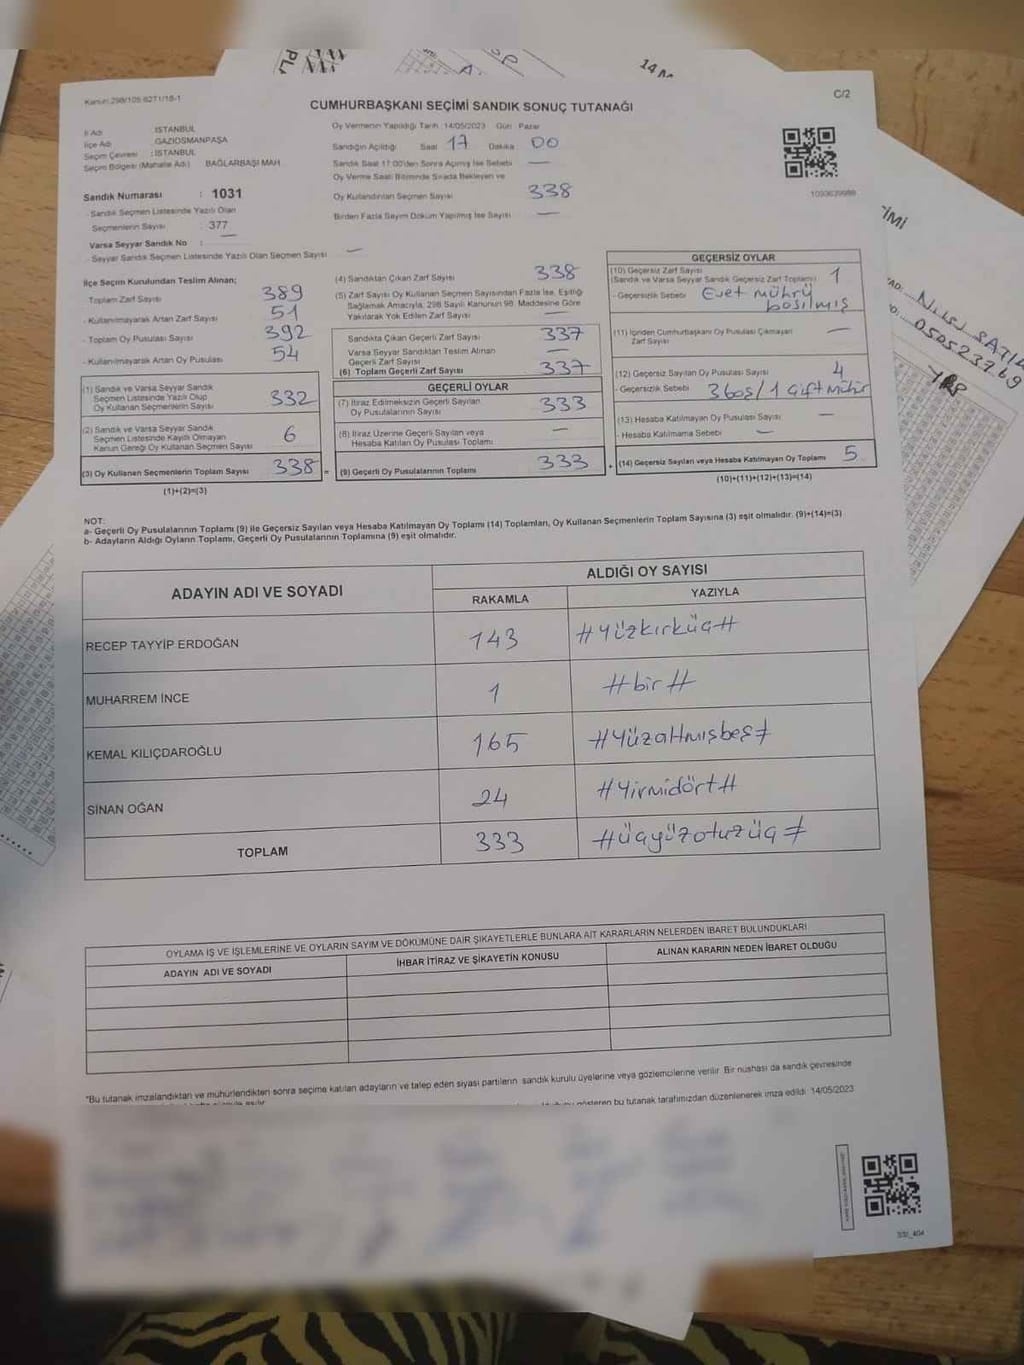 14 M
Kanun 298/105-6271/18-1
C/2
CUMHURBAŞKANI SEÇİMİ SANDIK SONUÇ TUTANAĞI
İl Adı : İSTANBUL
İlçe Adı : GAZİOSMANPAŞA
Seçim Çevresi : İSTANBUL
Seçim Bölgesi (Mahalle Adı) BAĞLARBAŞI MAH.
Sandık Numarası : 1031
- Sandık Seçmen Listesinde Yazılı Olan
Seçmenlerin Sayısı : 377
Varsa Seyyar Sandık No :
- Seyyar Sandık Seçmen Listesinde Yazılı Olan Seçmen Sayısı —
Oy Vermenin Yapıldığı Tarih :14/05/2023 Gün : Pazar
Sandığın Açıldığı Saat 17 Dakika 00
Sandık Saat 17:00'den Sonra Açılmış İse Sebebi —
Oy Verme Saati Bitiminde Sırada Bekleyen ve
Oy Kullandırılan Seçmen Sayısı 338
Birden Fazla Sayım Döküm Yapılmış İse Sayısı —
1030639988
İlçe Seçim Kurulundan Teslim Alınan;
Toplam Zarf Sayısı 389
- Kullanılmayarak Artan Zarf Sayısı 51
- Toplam Oy Pusulası Sayısı 392
- Kullanılmayarak Artan Oy Pusulası 54
(1) Sandık ve Varsa Seyyar Sandık
Seçmen Listesinde Yazılı Olup
Oy Kullanan Seçmenlerin Sayısı 332
(2) Sandık ve Varsa Seyyar Sandık
Seçmen Listesinde Kayıtlı Olmayan
Kanun Gereği Oy Kullanan Seçmen Sayısı 6
(3) Oy Kullanan Seçmenlerin Toplam Sayısı 338 =
(1)+(2)=(3)
(4) Sandıktan Çıkan Zarf Sayısı 338
(5) Zarf Sayısı Oy Kullanan Seçmen Sayısından Fazla İse, Eşitliği
Sağlamak Amacıyla, 298 Sayılı Kanunun 98. Maddesine Göre
Yakılarak Yok Edilen Zarf Sayısı —
Sandıkta Çıkan Geçerli Zarf Sayısı 337
Varsa Seyyar Sandıktan Teslim Alınan
Geçerli Zarf Sayısı —
(6) Toplam Geçerli Zarf Sayısı 337
GEÇERLİ OYLAR
(7) İtiraz Edilmeksizin Geçerli Sayılan
Oy Pusulalarının Sayısı 333
(8) İtiraz Üzerine Geçerli Sayılan veya
Hesaba Katılan Oy Pusulası Toplamı —
(9) Geçerli Oy Pusulalarının Toplamı 333 +
GEÇERSİZ OYLAR
(10) Geçersiz Zarf Sayısı
(Sandık ve Varsa Seyyar Sandık Geçersiz Zarf Toplamı) 1
- Geçersizlik Sebebi : Evet mührü
basılmış
(11) İçinden Cumhurbaşkanı Oy Pusulası Çıkmayan
Zarf Sayısı —
(12) Geçersiz Sayılan Oy Pusulası Sayısı 4
- Geçersizlik Sebebi 3 boş/1 çift mühür
(13) Hesaba Katılmayan Oy Pusulası Sayısı —
- Hesaba Katılmama Sebebi —
(14) Geçersiz Sayılan veya Hesaba Katılmayan Oy Toplamı 5
(10)+(11)+(12)+(13)=(14)
NOT:
a- Geçerli Oy Pusulalarının Toplamı (9) ile Geçersiz Sayılan veya Hesaba Katılmayan Oy Toplamı (14) Toplamları, Oy Kullanan Seçmenlerin Toplam Sayısına (3) eşit olmalıdır. (9)+(14)=(3)
b- Adayların Aldığı Oyların Toplamı, Geçerli Oy Pusulalarının Toplamına (9) eşit olmalıdır.
ADAYIN ADI VE SOYADI
ALDIĞI OY SAYISI
RAKAMLA YAZIYLA
RECEP TAYYİP ERDOĞAN 143 #Yüzkırküç#
MUHARREM İNCE 1 #bir#
KEMAL KILIÇDAROĞLU 165 #Yüzaltmışbeş#
SİNAN OĞAN 24 #Yirmidört#
TOPLAM 333 #üçyüzotuzüç#
OYLAMA İŞ VE İŞLEMLERİNE VE OYLARIN SAYIM VE DÖKÜMÜNE DAİR ŞİKAYETLERLE BUNLARA AİT KARARLARIN NELERDEN İBARET BULUNDUKLARI
ADAYIN ADI VE SOYADI İHBAR İTİRAZ VE ŞİKAYETİN KONUSU ALINAN KARARIN NEDEN İBARET OLDUĞU
*Bu tutanak imzalandıktan ve mühürlendikten sonra seçime katılan adayların ve talep eden siyasi partilerin sandık kurulu üyelerine veya gözlemcilerine verilir. Bir nüshası da sandık çevresinde
gösteren bu tutanak tarafımızdan düzenlenerek imza edildi. 14/05/2023